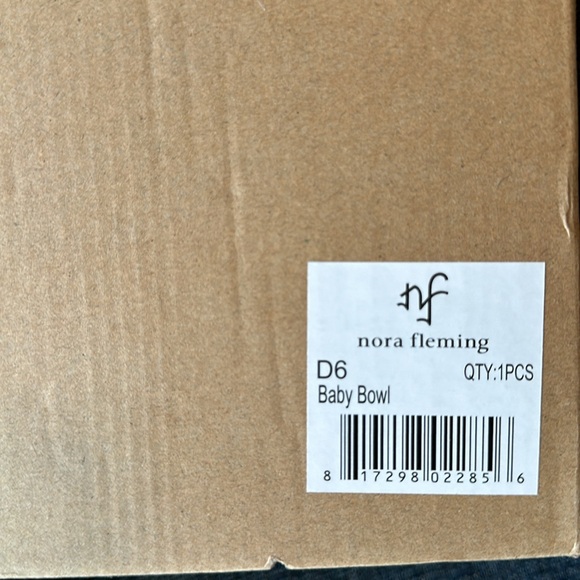 nf
nora fleming
D6 QTY:1PCS
Baby Bowl
8 17298 02285 6